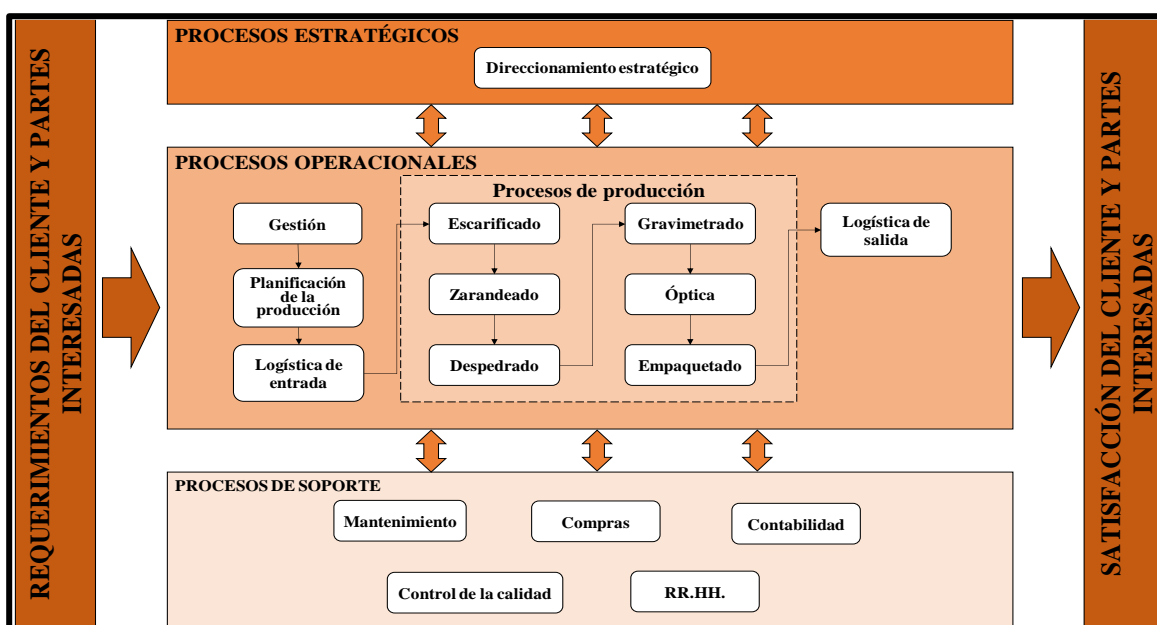 REQUERIMIENTOS DEL CLIENTE Y PARTES
INTERESADAS
PROCESOS ESTRATÉGICOS
Direccionamiento estratégico
PROCESOS OPERACIONALES
Procesos de producción
Gestión
Planificación
de la
producción
Logística de
entrada
Escarificado
Zarandeado
Despedrado
Gravimetrado
Óptica
Empaquetado
Logística de
salida
PROCESOS DE SOPORTE
Mantenimiento
Compras
Contabilidad
Control de la calidad
RR.HH.
SATISFACCIÓN DEL CLIENTE Y PARTES
INTERESADAS